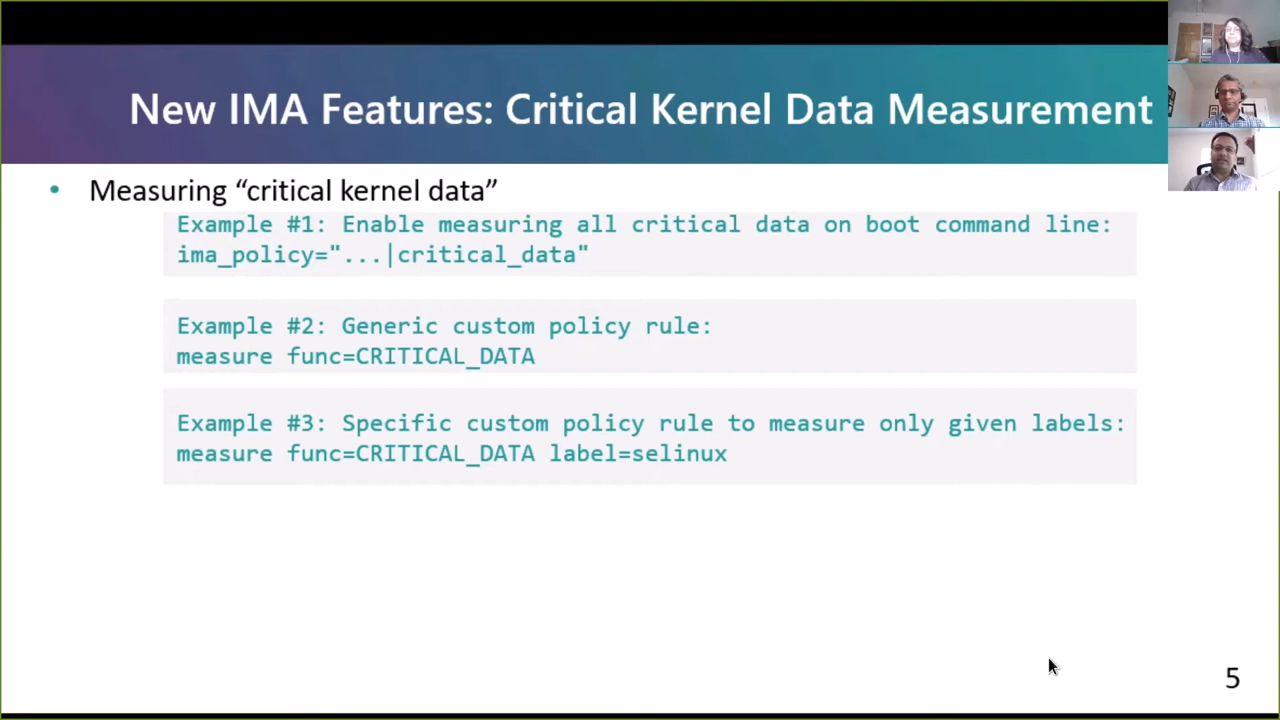 New IMA Features: Critical Kernel Data Measurement
• Measuring “critical kernel data”
Example #1: Enable measuring all critical data on boot command line:
ima_policy="...|critical_data"
Example #2: Generic custom policy rule:
measure func=CRITICAL_DATA
Example #3: Specific custom policy rule to measure only given labels:
measure func=CRITICAL_DATA label=selinux
5